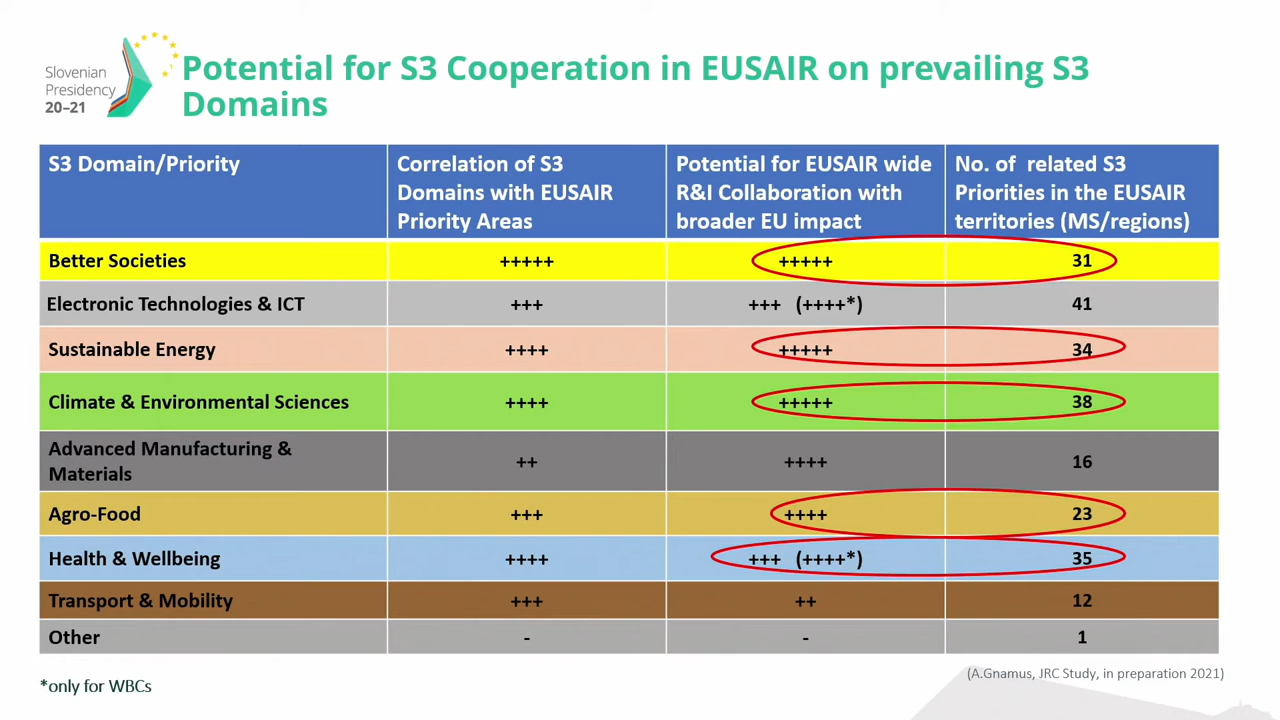 Slovenian
Presidency
20–21
Potential for S3 Cooperation in EUSAIR on prevailing S3
Domains
S3 Domain/Priority
Correlation of S3
Domains with EUSAIR
Priority Areas
Potential for EUSAIR wide
R&I Collaboration with
broader EU impact
No. of related S3
Priorities in the EUSAIR
territories (MS/regions)
Better Societies +++++ +++++ 31
Electronic Technologies & ICT +++ +++ (++++*) 41
Sustainable Energy ++++ +++++ 34
Climate & Environmental Sciences ++++ +++++ 38
Advanced Manufacturing &
Materials ++ ++++ 16
Agro-Food +++ ++++ 23
Health & Wellbeing ++++ +++ (++++*) 35
Transport & Mobility +++ ++ 12
Other - - 1
*only for WBCs
(A.Gnamus, JRC Study, in preparation 2021)